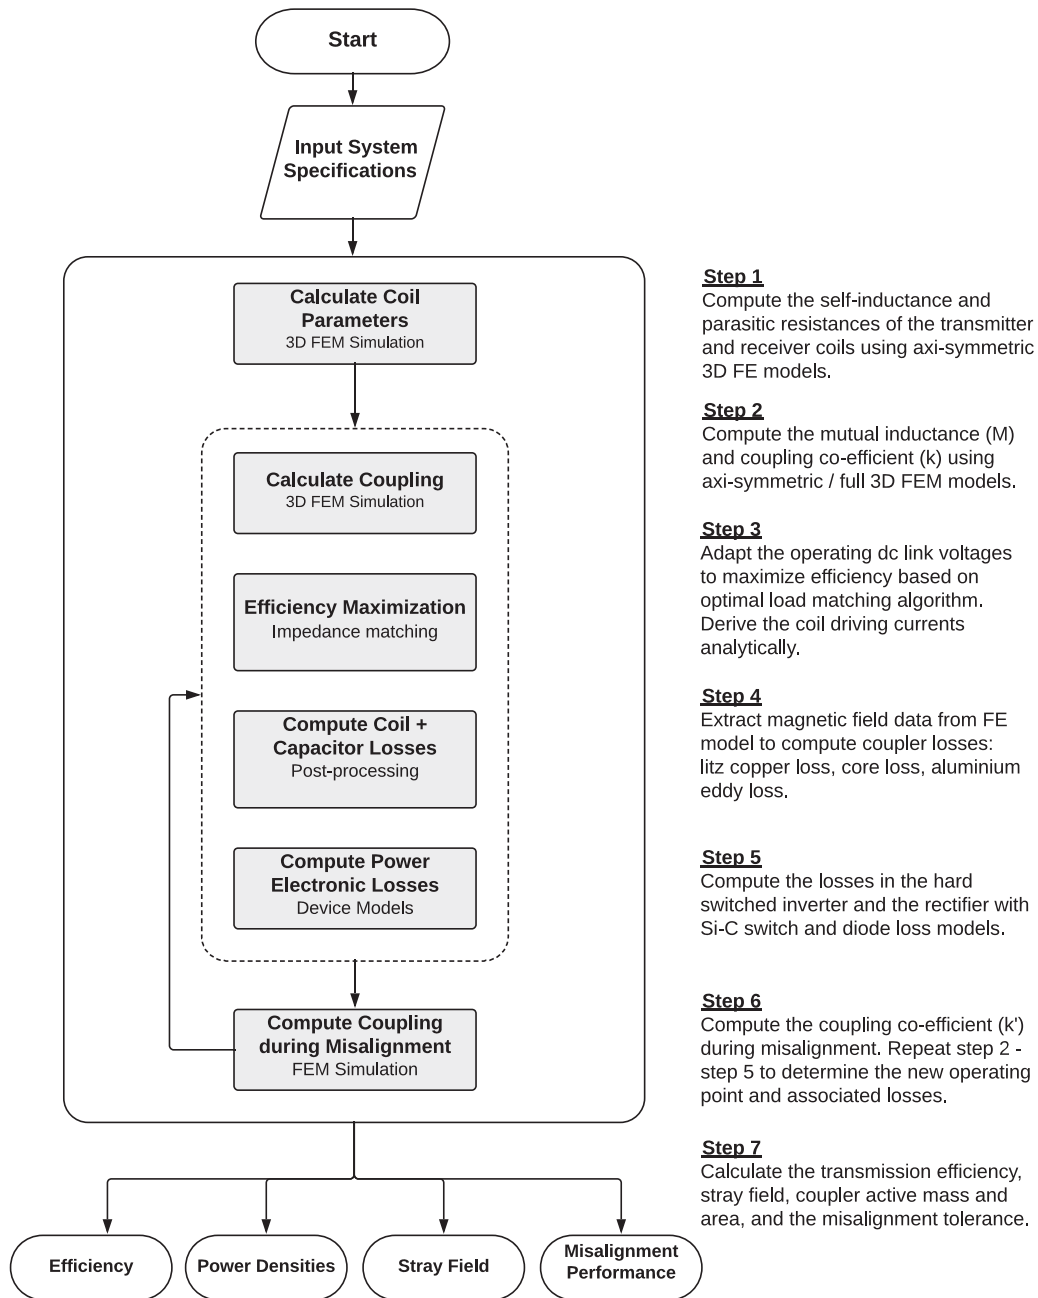 Start
Input System
Specifications
Calculate Coil
Parameters
3D FEM Simulation
Calculate Coupling
3D FEM Simulation
Efficiency Maximization
Impedance matching
Compute Coil +
Capacitor Losses
Post-processing
Compute Power
Electronic Losses
Device Models
Compute Coupling
during Misalignment
FEM Simulation
Efficiency
Power Densities
Stray Field
Misalignment
Performance
Step 1
Compute the self-inductance and
parasitic resistances of the transmitter
and receiver coils using axi-symmetric
3D FE models.
Step 2
Compute the mutual inductance (M)
and coupling co-efficient (k) using
axi-symmetric / full 3D FEM models.
Step 3
Adapt the operating dc link voltages
to maximize efficiency based on
optimal load matching algorithm.
Derive the coil driving currents
analytically.
Step 4
Extract magnetic field data from FE
model to compute coupler losses:
litz copper loss, core loss, aluminium
eddy loss.
Step 5
Compute the losses in the hard
switched inverter and the rectifier with
Si-C switch and diode loss models.
Step 6
Compute the coupling co-efficient (k')
during misalignment. Repeat step 2 -
step 5 to determine the new operating
point and associated losses.
Step 7
Calculate the transmission efficiency,
stray field, coupler active mass and
area, and the misalignment tolerance.